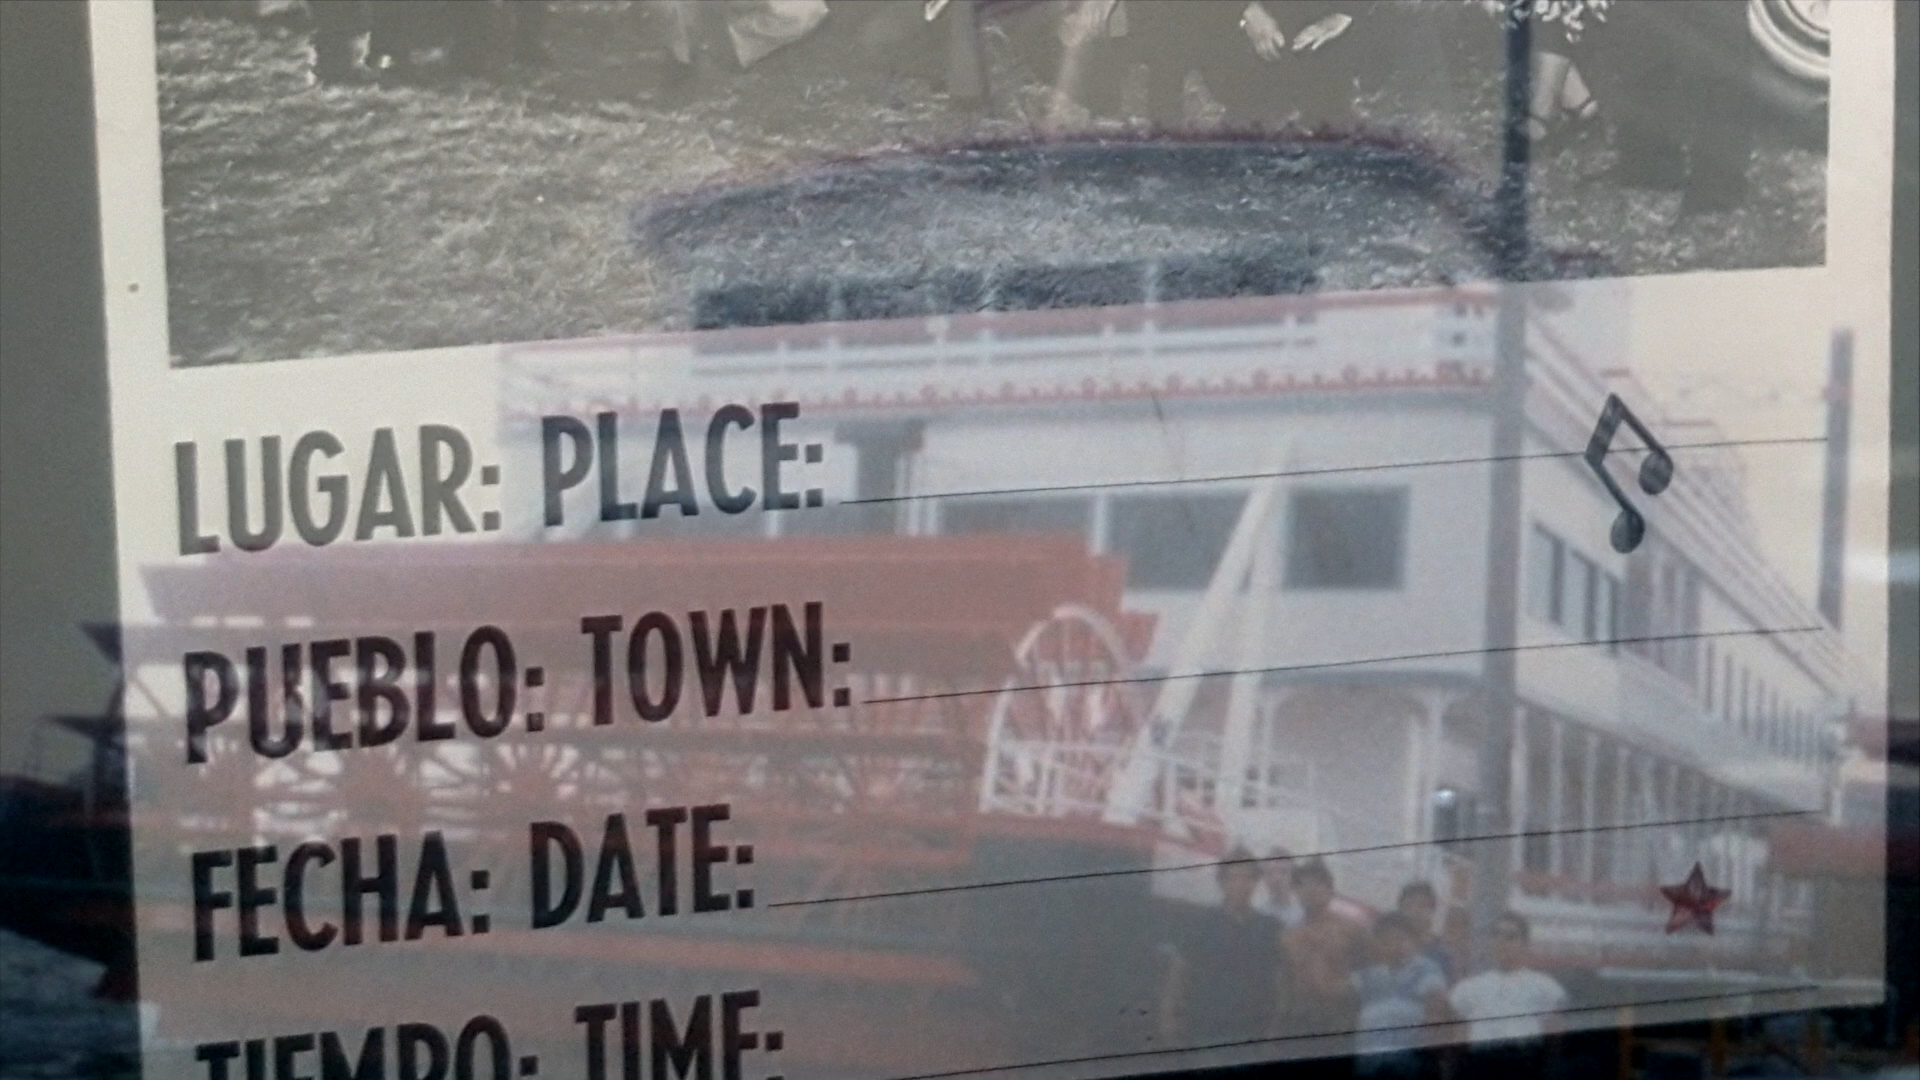 LUGAR: PLACE:
PUEBLO: TOWN:
FECHA: DATE:
TIEMPO: TIME: